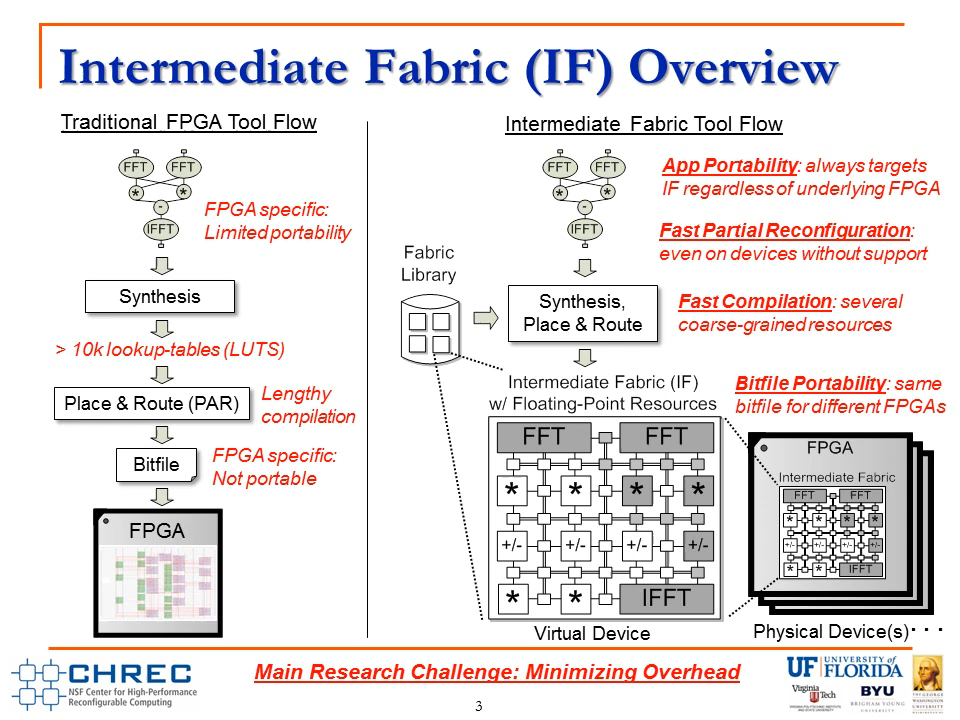 Intermediate Fabric (IF) Overview
Traditional FPGA Tool Flow
FFT FFT
* *
-
IFFT
FPGA specific:
Limited portability
Synthesis
> 10k lookup-tables (LUTS)
Place & Route (PAR)
Lengthy
compilation
Bitfile
FPGA specific:
Not portable
FPGA
Intermediate Fabric Tool Flow
FFT FFT
* *
-
IFFT
App Portability: always targets
IF regardless of underlying FPGA
Fast Partial Reconfiguration:
even on devices without support
Fabric
Library
Synthesis,
Place & Route
Fast Compilation: several
coarse-grained resources
Intermediate Fabric (IF)
w/ Floating-Point Resources
Bitfile Portability: same
bitfile for different FPGAs
FFT FFT
* * * *
+/- +/- +/- +/-
* * IFFT
Virtual Device
FPGA
Intermediate Fabric
FFT FFT
* * * *
+/- +/- +/- +/-
* * IFFT
Physical Device(s) . . .
Main Research Challenge: Minimizing Overhead
3
CHREC
NSF Center for High-Performance
Reconfigurable Computing
UF UNIVERSITY of
FLORIDA
Virginia
Tech
BYU
BRIGHAM YOUNG
UNIVERSITY